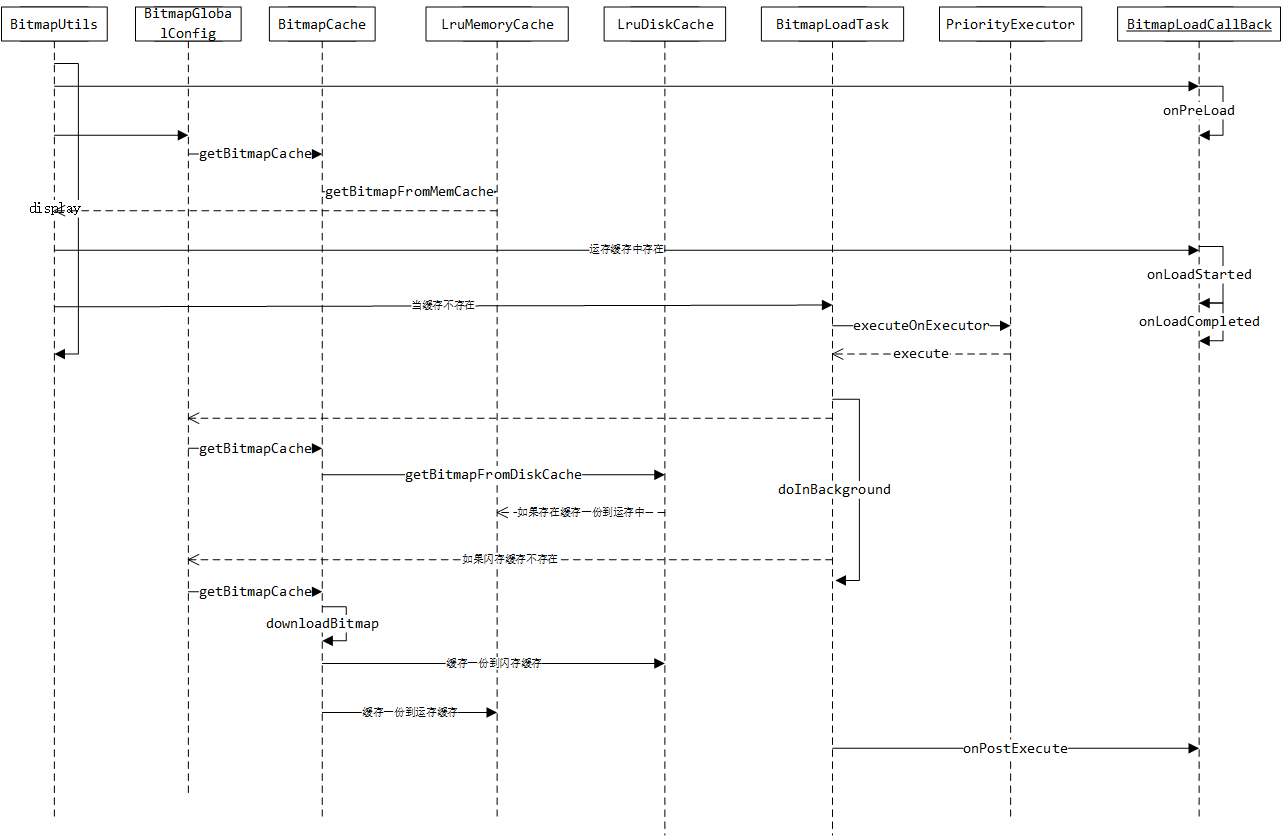 BitmapUtils
BitmapGloba
lConfig
BitmapCache
LruMemoryCache
LruDiskCache
BitmapLoadTask
PriorityExecutor
BitmapLoadCallBack
onPreLoad
getBitmapCache
getBitmapFromMemCache
display
运存缓存中存在
onLoadStarted
当缓存不存在
onLoadCompleted
executeOnExecutor
execute
getBitmapCache
getBitmapFromDiskCache
doInBackground
如果存在缓存一份到运存中
如果闪存缓存不存在
getBitmapCache
downloadBitmap
缓存一份到闪存缓存
缓存一份到运存缓存
onPostExecute